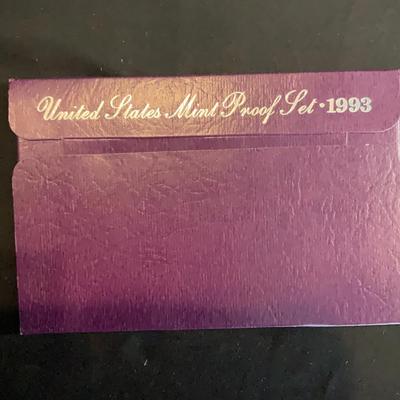 United States Mint Proof Set • 1993